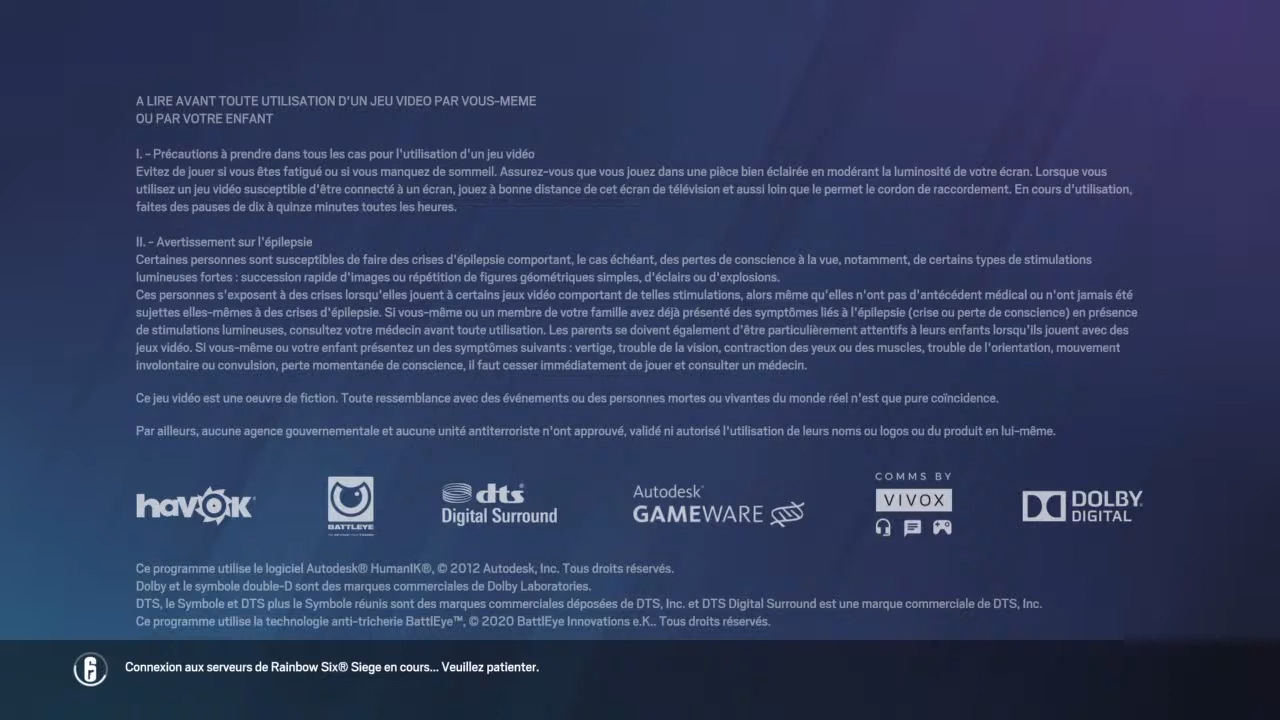 A LIRE AVANT TOUTE UTILISATION D'UN JEU VIDEO PAR VOUS-MEME
OU PAR VOTRE ENFANT
I. - Précautions à prendre dans tous les cas pour l'utilisation d'un jeu vidéo
Evitez de jouer si vous êtes fatigué ou si vous manquez de sommeil. Assurez-vous que vous jouez dans une pièce bien éclairée en modérant la luminosité de votre écran. Lorsque vous
utilisez un jeu vidéo susceptible d'être connecté à un écran, jouez à bonne distance de cet écran de télévision et aussi loin que le permet le cordon de raccordement. En cours d'utilisation,
faites des pauses de dix à quinze minutes toutes les heures.
II. - Avertissement sur l'épilepsie
Certaines personnes sont susceptibles de faire des crises d'épilepsie comportant, le cas échéant, des pertes de conscience à la vue, notamment, de certains types de stimulations
lumineuses fortes : succession rapide d'images ou répétition de figures géométriques simples, d'éclairs ou d'explosions.
Ces personnes s'exposent à des crises lorsqu'elles jouent à certains jeux vidéo comportant de telles stimulations, alors même qu'elles n'ont pas d'antécédent médical ou n'ont jamais été
sujettes elles-mêmes à des crises d'épilepsie. Si vous-même ou un membre de votre famille avez déjà présenté des symptômes liés à l'épilepsie (crise ou perte de conscience) en présence
de stimulations lumineuses, consultez votre médecin avant toute utilisation. Les parents se doivent également d'être particulièrement attentifs à leurs enfants lorsqu'ils jouent avec des
jeux vidéo. Si vous-même ou votre enfant présentez un des symptômes suivants : vertige, trouble de la vision, contraction des yeux ou des muscles, trouble de l'orientation, mouvement
involontaire ou convulsion, perte momentanée de conscience, il faut cesser immédiatement de jouer et consulter un médecin.
Ce jeu vidéo est une oeuvre de fiction. Toute ressemblance avec des événements ou des personnes mortes ou vivantes du monde réel n'est que pure coïncidence.
Par ailleurs, aucune agence gouvernementale et aucune unité antiterroriste n'ont approuvé, validé ni autorisé l'utilisation de leurs noms ou logos ou du produit en lui-même.
havok
BATTLEYE
dts
Digital Surround
Autodesk®
GAMEWARE
COMMS BY
VIVOX
DOLBY
DIGITAL
Ce programme utilise le logiciel Autodesk® HumanIK®, © 2012 Autodesk, Inc. Tous droits réservés.
Dolby et le symbole double-D sont des marques commerciales de Dolby Laboratories.
DTS, le Symbole et DTS plus le Symbole réunis sont des marques commerciales déposées de DTS, Inc. et DTS Digital Surround est une marque commerciale de DTS, Inc.
Ce programme utilise la technologie anti-tricherie BattlEye™, © 2020 BattlEye Innovations e.K.. Tous droits réservés.
6
Connexion aux serveurs de Rainbow Six® Siege en cours... Veuillez patienter.